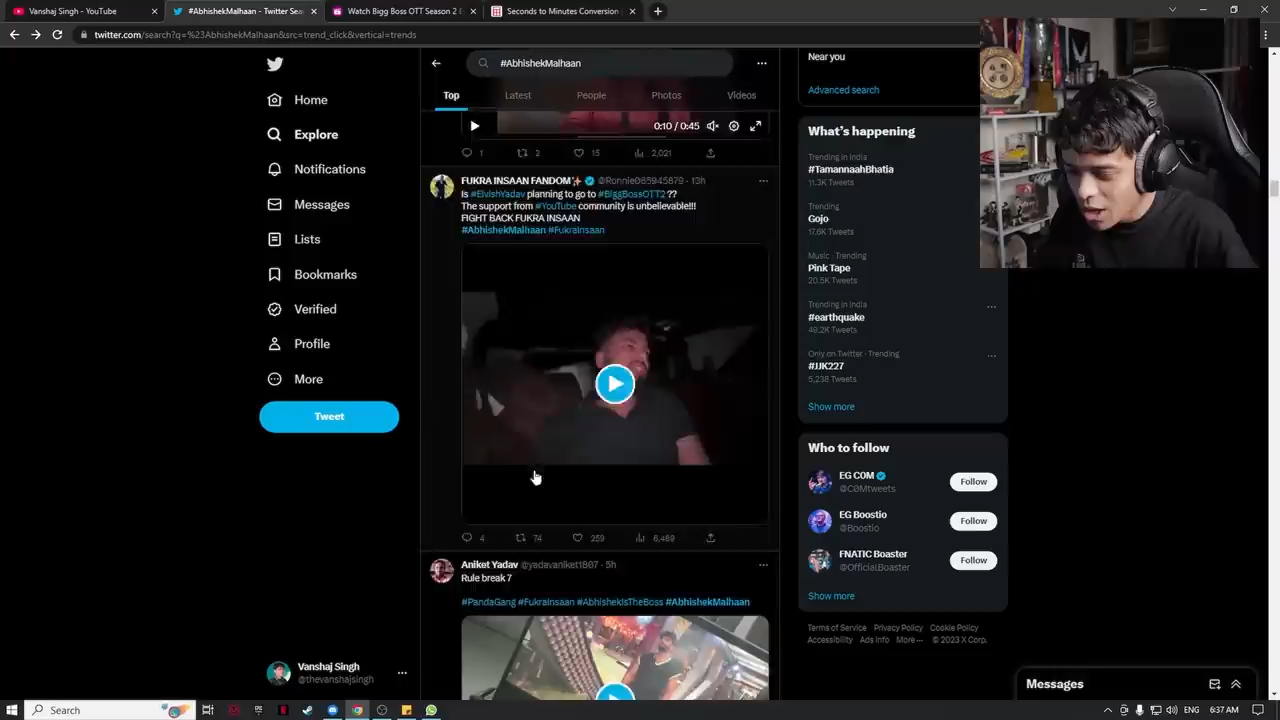 Vanshaj Singh - YouTube
#AbhishekMalhaan - Twitter Sea
Watch Bigg Boss OTT Season 2 E
Seconds to Minutes Conversion
twitter.com/search?q=%23AbhishekMalhaan&src=trend_click&vertical=trends
Home
Explore
Notifications
Messages
Lists
Bookmarks
Verified
Profile
More
Tweet
Vanshaj Singh
@thevanshajsingh
#AbhishekMalhaan
Top
Latest
People
Photos
Videos
0:10 / 0:45
1
3
15
2,021
FUKRA INSAAN FANDOM @Ronnie085945879 · 13h
Is #ElvishYadav planning to go to #BiggBossOTT2 ??
The support from #YouTube community is unbelievable!!!
FIGHT BACK FUKRA INSAAN
#AbhishekMalhaan #FukraInsaan
4
74
259
6,489
Aniket Yadav @yadavaniket1807 · 5h
Rule break 7
#PandaGang #FukraInsaan #AbhishekIsTheBoss #AbhishekMalhaan
Near you
Advanced search
What's happening
Trending in India
#TamannaahBhatia
11.3K Tweets
Trending
Gojo
17.6K Tweets
Music · Trending
Pink Tape
20.5K Tweets
Trending in India
#earthquake
49.2K Tweets
Only on Twitter · Trending
#JJK227
5,238 Tweets
Show more
Who to follow
EG C0M
@C0Mtweets
Follow
EG Boostio
@Boostio
Follow
FNATIC Boaster
@OfficialBoaster
Follow
Show more
Terms of Service Privacy Policy Cookie Policy
Accessibility Ads info More ··· © 2023 X Corp.
Messages
Search
ENG
6:37 AM